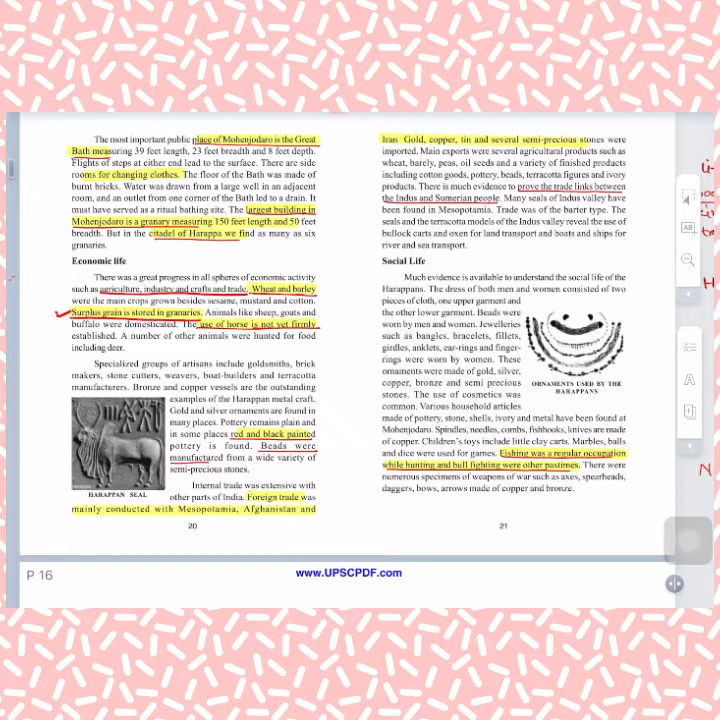 The most important public place of Mohenjodaro is the Great
Bath measuring 39 feet length, 23 feet breadth and 8 feet depth.
Flights of steps at either end lead to the surface. There are side
rooms for changing clothes. The floor of the Bath was made of
burnt bricks. Water was drawn from a large well in an adjacent
room, and an outlet from one corner of the Bath led to a drain. It
must have served as a ritual bathing site. The largest building in
Mohenjodaro is a granary measuring 150 feet length and 50 feet
breadth. But in the citadel of Harappa we find as many as six
granaries.
Economic life
There was a great progress in all spheres of economic activity
such as agriculture, industry and crafts and trade. Wheat and barley
were the main crops grown besides sesame, mustard and cotton.
Surplus grain is stored in granaries. Animals like sheep, goats and
buffalo were domesticated. The use of horse is not yet firmly
established. A number of other animals were hunted for food
including deer.
Specialized groups of artisans include goldsmiths, brick
makers, stone cutters, weavers, boat-builders and terracotta
manufacturers. Bronze and copper vessels are the outstanding
examples of the Harappan metal craft.
Gold and silver ornaments are found in
many places. Pottery remains plain and
in some places red and black painted
pottery is found. Beads were
manufactured from a wide variety of
semi-precious stones.
HARAPPAN SEAL
Internal trade was extensive with
other parts of India. Foreign trade was
mainly conducted with Mesopotamia, Afghanistan and
20
Iran Gold, copper, tin and several semi-precious stones were
imported. Main exports were several agricultural products such as
wheat, barely, peas, oil seeds and a variety of finished products
including cotton goods, pottery, beads, terracotta figures and ivory
products. There is much evidence to prove the trade links between
the Indus and Sumerian people. Many seals of Indus valley have
been found in Mesopotamia. Trade was of the barter type. The
seals and the terracotta models of the Indus valley reveal the use of
bullock carts and oxen for land transport and boats and ships for
river and sea transport.
Social Life
Much evidence is available to understand the social life of the
Harappans. The dress of both men and women consisted of two
pieces of cloth, one upper garment and
the other lower garment. Beads were
worn by men and women. Jewelleries
such as bangles, bracelets, fillets,
girdles, anklets, ear-rings and finger-
rings were worn by women. These
ornaments were made of gold, silver,
copper, bronze and semi precious
stones. The use of cosmetics was
common. Various household articles
ORNAMENTS USED BY THE
HARAPPANS
made of pottery, stone, shells, ivory and metal have been found at
Mohenjodaro. Spindles, needles, combs, fishhooks, knives are made
of copper. Children's toys include little clay carts. Marbles, balls
and dice were used for games. Fishing was a regular occupation
while hunting and bull fighting were other pastimes. There were
numerous specimens of weapons of war such as axes, spearheads,
daggers, bows, arrows made of copper and bronze.
21
P 16
www.UPSCPDF.com
H
N
AB
A